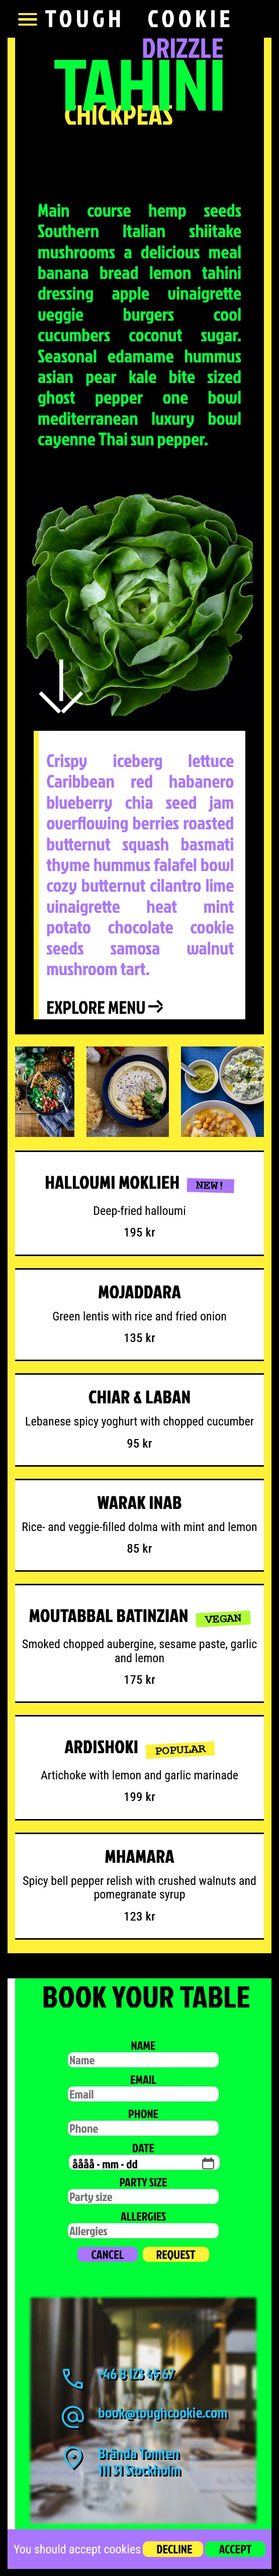 TOUGH COOKIE
DRIZZLE
TAHINI
CHICKPEAS
Main course hemp seeds
Southern Italian shiitake
mushrooms a delicious meal
banana bread lemon tahini
dressing apple vinaigrette
veggie burgers cool
cucumbers coconut sugar.
Seasonal edamame hummus
asian pear kale bite sized
ghost pepper one bowl
mediterranean luxury bowl
cayenne Thai sun pepper.
Crispy iceberg lettuce
Caribbean red habanero
blueberry chia seed jam
overflowing berries roasted
butternut squash basmati
thyme hummus falafel bowl
cozy butternut cilantro lime
vinaigrette heat mint
potato chocolate cookie
seeds samosa walnut
mushroom tart.
EXPLORE MENU
HALLOUMI MOKLIEH NEW!
Deep-fried halloumi
195 kr
MOJADDARA
Green lentis with rice and fried onion
135 kr
CHIAR & LABAN
Lebanese spicy yoghurt with chopped cucumber
95 kr
WARAK INAB
Rice- and veggie-filled dolma with mint and lemon
85 kr
MOUTABBAL BATINZIAN VEGAN
Smoked chopped aubergine, sesame paste, garlic
and lemon
175 kr
ARDISHOKI POPULAR
Artichoke with lemon and garlic marinade
199 kr
MHAMARA
Spicy bell pepper relish with crushed walnuts and
pomegranate syrup
123 kr
BOOK YOUR TABLE
NAME
Name
EMAIL
Email
PHONE
Phone
DATE
åååå-mm-dd
PARTY SIZE
Party size
ALLERGIES
Allergies
CANCEL REQUEST
+46 8 123 45 67
book@toughcookie.com
Brända Tomten
111 31 Stockholm
You should accept cookies DECLINE ACCEPT